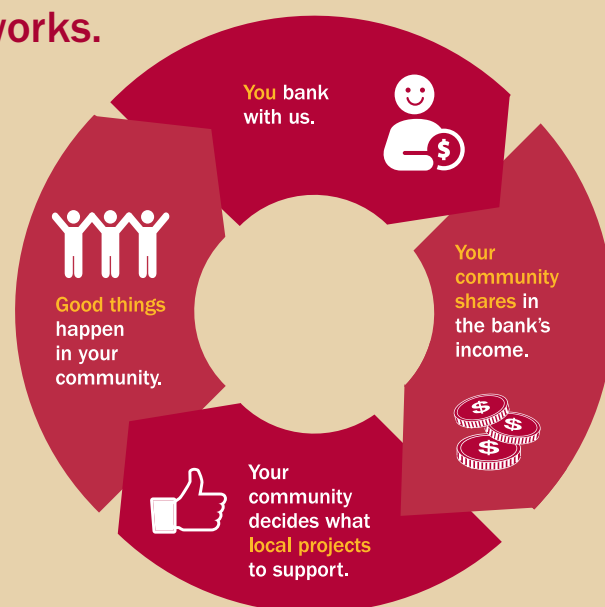 works.
You bank
with us.
Your
community
shares in
the bank's
income.
Your
community
decides what
local projects
to support.
Good things
happen
in your
community.